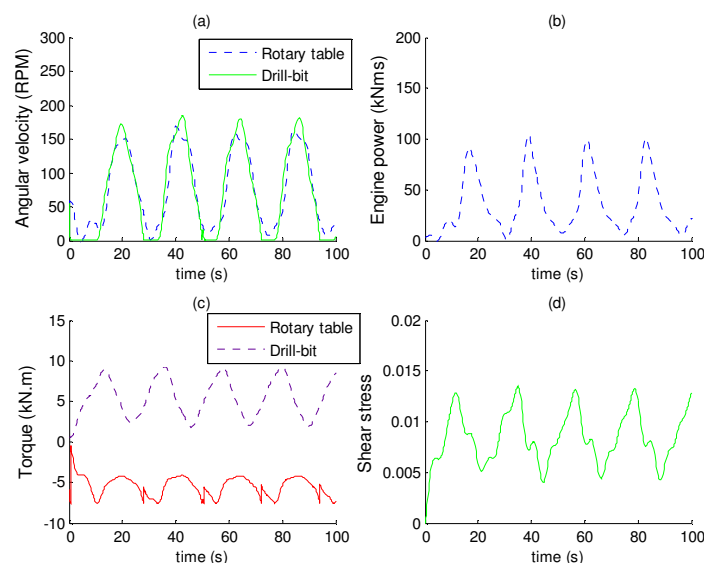 (a)
300
250
200
150
100
50
0
Angular velocity (RPM)
Rotary table
Drill-bit
0 20 40 60 80 100
time (s)
(b)
200
150
100
50
0
Engine power (kNms)
0 20 40 60 80 100
time (s)
(c)
15
10
5
0
-5
-10
Torque (kN.m)
Rotary table
Drill-bit
0 20 40 60 80 100
time (s)
(d)
0.02
0.015
0.01
0.005
0
Shear stress
0 20 40 60 80 100
time (s)